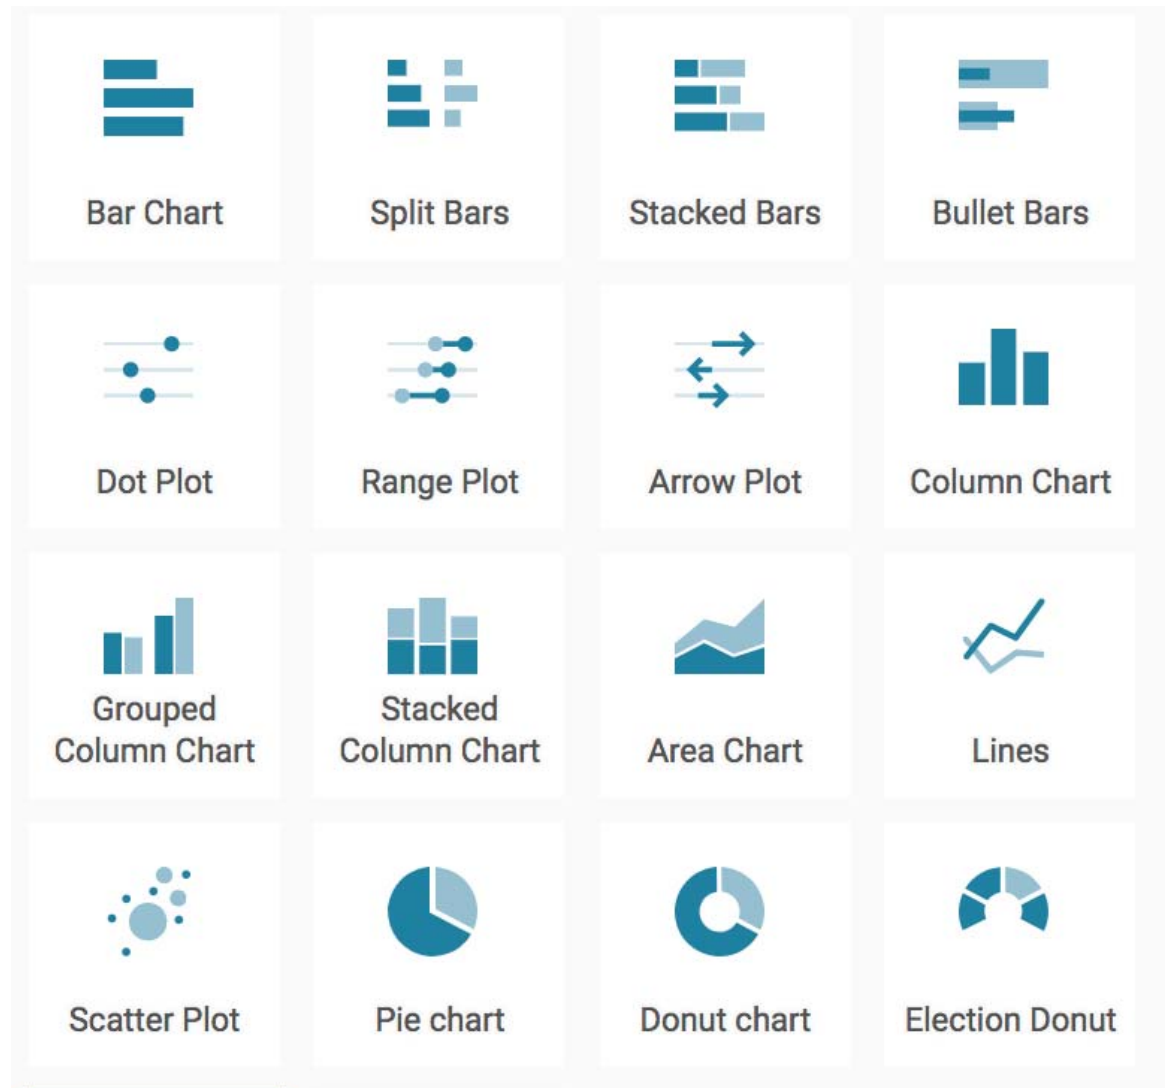 Bar Chart
Split Bars
Stacked Bars
Bullet Bars
Dot Plot
Range Plot
Arrow Plot
Column Chart
Grouped
Column Chart
Stacked
Column Chart
Area Chart
Lines
Scatter Plot
Pie chart
Donut chart
Election Donut